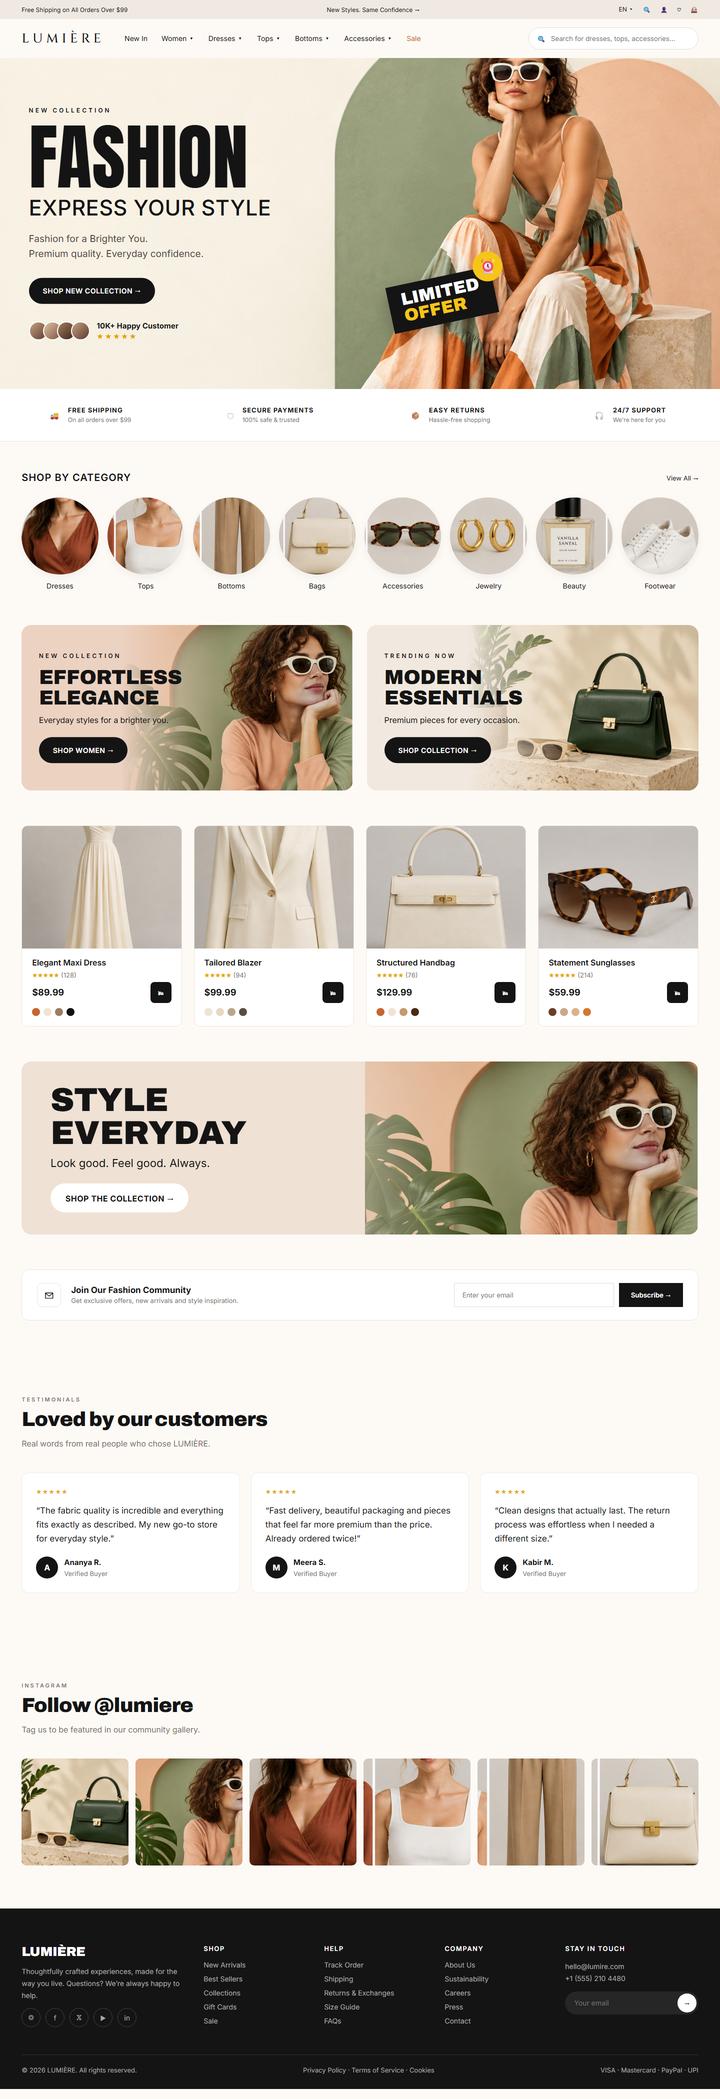 Free Shipping on All Orders Over $99
New Styles. Same Confidence →
EN
LUMIÈRE
New In
Women
Dresses
Tops
Bottoms
Accessories
Sale
Search for dresses, tops, accessories...
NEW COLLECTION
FASHION
EXPRESS YOUR STYLE
Fashion for a Brighter You.
Premium quality. Everyday confidence.
SHOP NEW COLLECTION →
10K+ Happy Customer
★★★★★
LIMITED
OFFER
FREE SHIPPING
On all orders over $99
SECURE PAYMENTS
100% safe & trusted
EASY RETURNS
Hassle-free shopping
24/7 SUPPORT
We're here for you
SHOP BY CATEGORY
View All →
VANILLA
SANTAL
Dresses
Tops
Bottoms
Bags
Accessories
Jewelry
Beauty
Footwear
NEW COLLECTION
EFFORTLESS
ELEGANCE
Everyday styles for a brighter you.
SHOP WOMEN →
TRENDING NOW
MODERN
ESSENTIALS
Premium pieces for every occasion.
SHOP COLLECTION →
Elegant Maxi Dress
★★★★★ (128)
$89.99
Tailored Blazer
★★★★★ (94)
$99.99
Structured Handbag
★★★★★ (76)
$129.99
Statement Sunglasses
★★★★★ (214)
$59.99
STYLE
EVERYDAY
Look good. Feel good. Always.
SHOP THE COLLECTION →
Join Our Fashion Community
Get exclusive offers, new arrivals and style inspiration.
Enter your email
Subscribe →
TESTIMONIALS
Loved by our customers
Real words from real people who chose LUMIÈRE.
★★★★★
“The fabric quality is incredible and everything
fits exactly as described. My new go-to store
for everyday style.”
A
Ananya R.
Verified Buyer
★★★★★
“Fast delivery, beautiful packaging and pieces
that feel far more premium than the price.
Already ordered twice!”
M
Meera S.
Verified Buyer
★★★★★
“Clean designs that actually last. The return
process was effortless when I needed a
different size.”
K
Kabir M.
Verified Buyer
INSTAGRAM
Follow @lumiere
Tag us to be featured in our community gallery.
LUMIÈRE
Thoughtfully crafted experiences, made for the
way you live. Questions? We're always happy to
help.
f
𝕏
in
SHOP
New Arrivals
Best Sellers
Collections
Gift Cards
Sale
HELP
Track Order
Shipping
Returns & Exchanges
Size Guide
FAQs
COMPANY
About Us
Sustainability
Careers
Press
Contact
STAY IN TOUCH
hello@lumire.com
+1 (555) 210 4480
Your email
→
© 2026 LUMIÈRE. All rights reserved.
Privacy Policy · Terms of Service · Cookies
VISA · Mastercard · PayPal · UPI